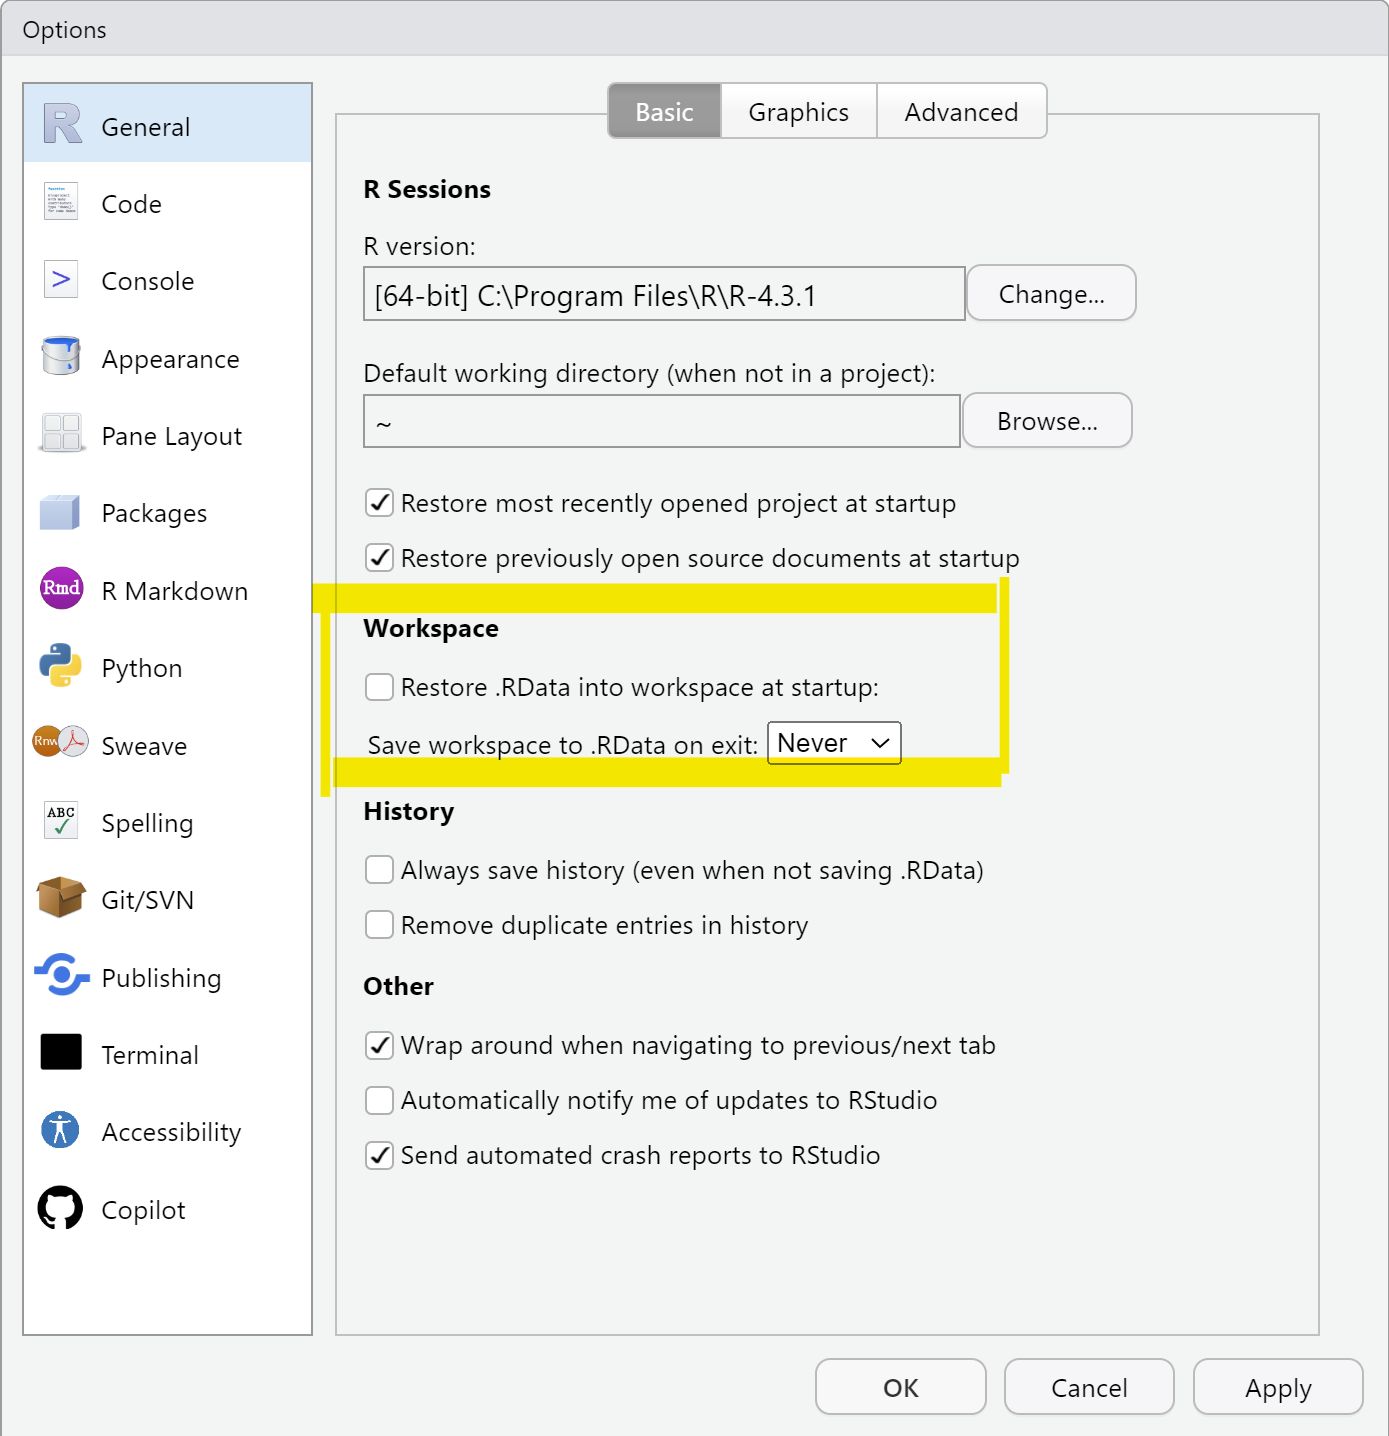 Options
General
Code
Console
Appearance
Pane Layout
Packages
Rmd
R Markdown
Python
Rnw
Sweave
ABC
Spelling
Git/SVN
Publishing
Terminal
Accessibility
Copilot
Basic Graphics Advanced
R Sessions
R version:
[64-bit] C:\Program Files\R\R-4.3.1 Change...
Default working directory (when not in a project):
~ Browse...
Restore most recently opened project at startup
Restore previously open source documents at startup
Workspace
Restore .RData into workspace at startup:
Save workspace to .RData on exit: Never
History
Always save history (even when not saving .RData)
Remove duplicate entries in history
Other
Wrap around when navigating to previous/next tab
Automatically notify me of updates to RStudio
Send automated crash reports to RStudio
OK Cancel Apply